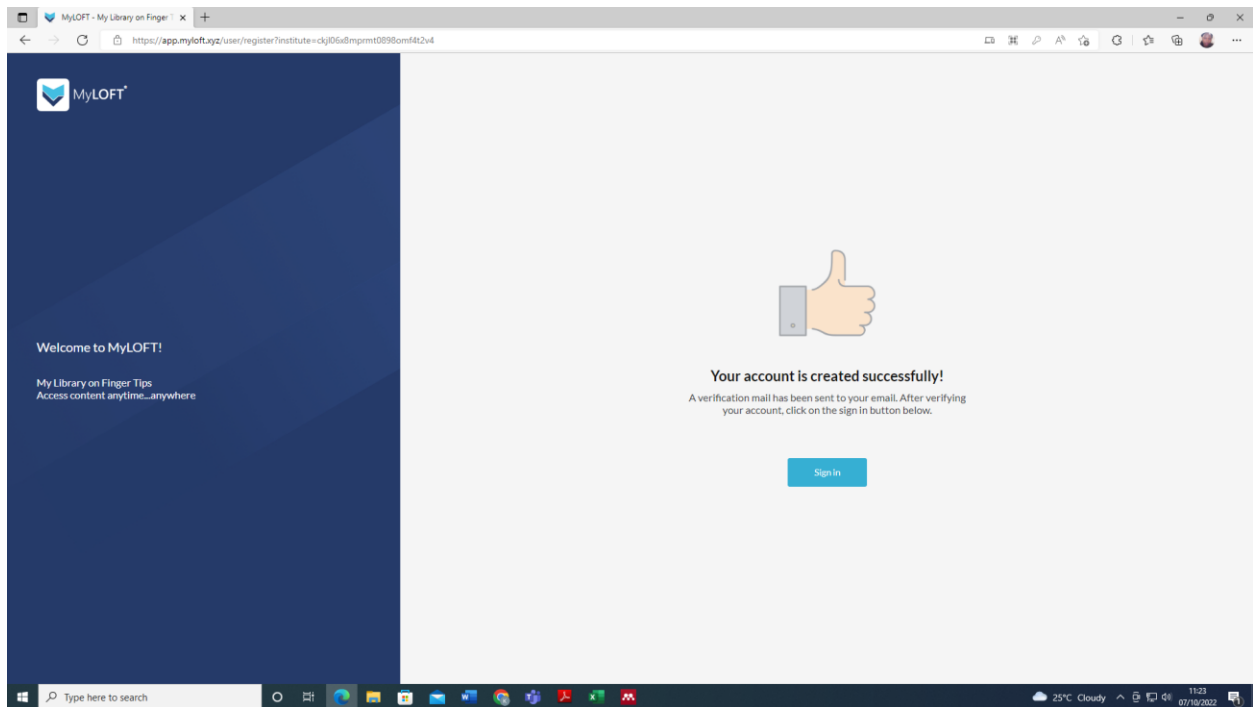 MyLOFT - My Library on Finger T
https://app.myloft.xyz/user/register?institute=ckjl06x8mprmt0898omf4t2v4
MyLOFT
Welcome to MyLOFT!
My Library on Finger Tips
Access content anytime...anywhere
Your account is created successfully!
A verification mail has been sent to your email. After verifying
your account, click on the sign in button below.
Sign in
Type here to search
25°C Cloudy
11:23
07/10/2022